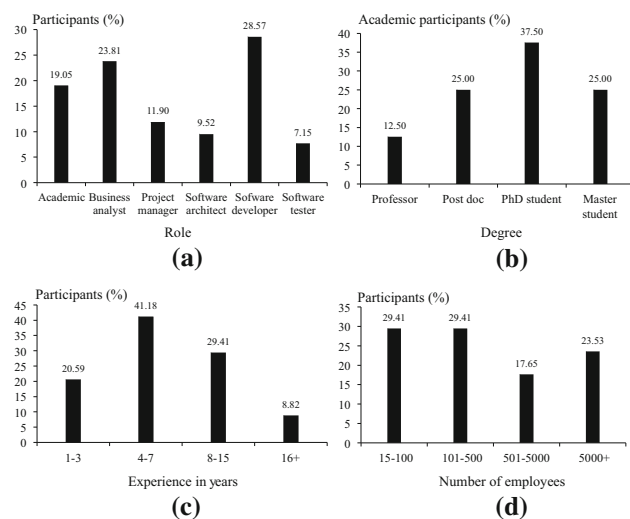 Participants (%)
30
25
20
15
10
5
0
19.05
23.81
11.90
9.52
28.57
7.15
Academic Business Project Software Sofware Software
analyst manager architect developer tester
Role
(a)
Academic participants (%)
40
35
30
25
20
15
10
5
0
12.50
25.00
37.50
25.00
Professor Post doc PhD student Master
student
Degree
(b)
Participants (%)
45
40
35
30
25
20
15
10
5
0
20.59
41.18
29.41
8.82
1-3 4-7 8-15 16+
Experience in years
(c)
Participants (%)
35
30
25
20
15
10
5
0
29.41
29.41
17.65
23.53
15-100 101-500 501-5000 5000+
Number of employees
(d)